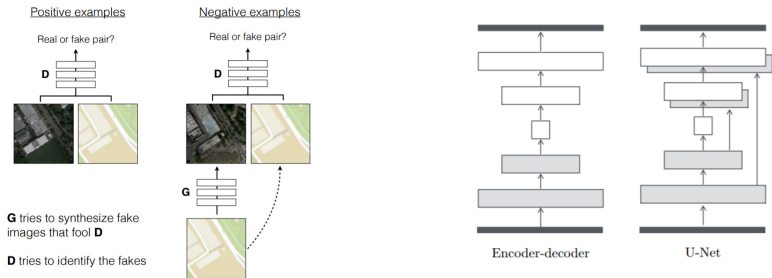 Positive examples
Negative examples
Real or fake pair?
Real or fake pair?
D
D
G
G tries to synthesize fake
images that fool D
D tries to identify the fakes
Encoder-decoder
U-Net